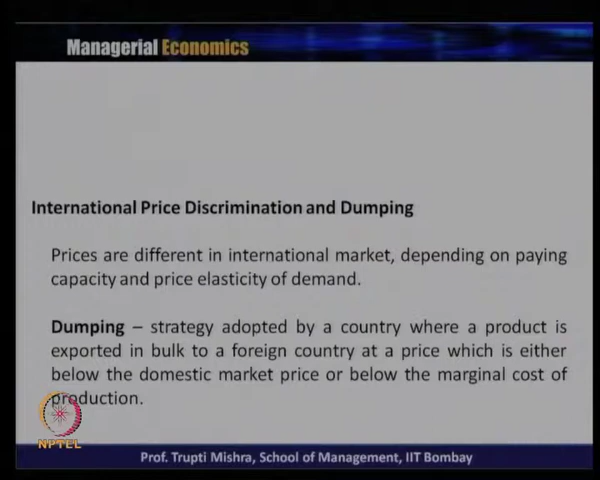 Managerial Economics
International Price Discrimination and Dumping
Prices are different in international market, depending on paying
capacity and price elasticity of demand.
Dumping – strategy adopted by a country where a product is
exported in bulk to a foreign country at a price which is either
below the domestic market price or below the marginal cost of
production.
NPTEL
Prof. Trupti Mishra, School of Management, IIT Bombay